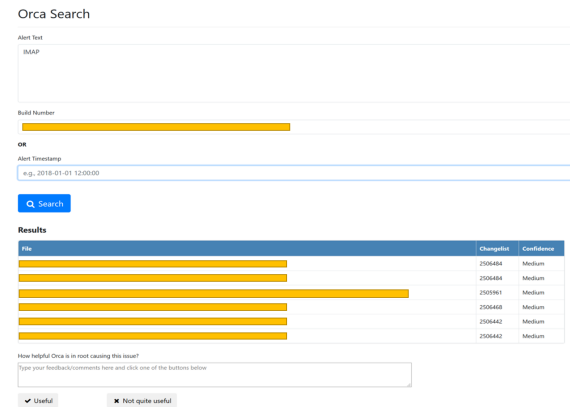 Orca Search
Alert Text
IMAP
Build Number
OR
Alert Timestamp
e.g., 2018-01-01 12:00:00
Search
Results
File Changelist Confidence
2506484 Medium
2506484 Medium
2505961 Medium
2506468 Medium
2506442 Medium
2506442 Medium
How helpful Orca is in root causing this issue?
Type your feedback/comments here and click one of the buttons below
Useful Not quite useful